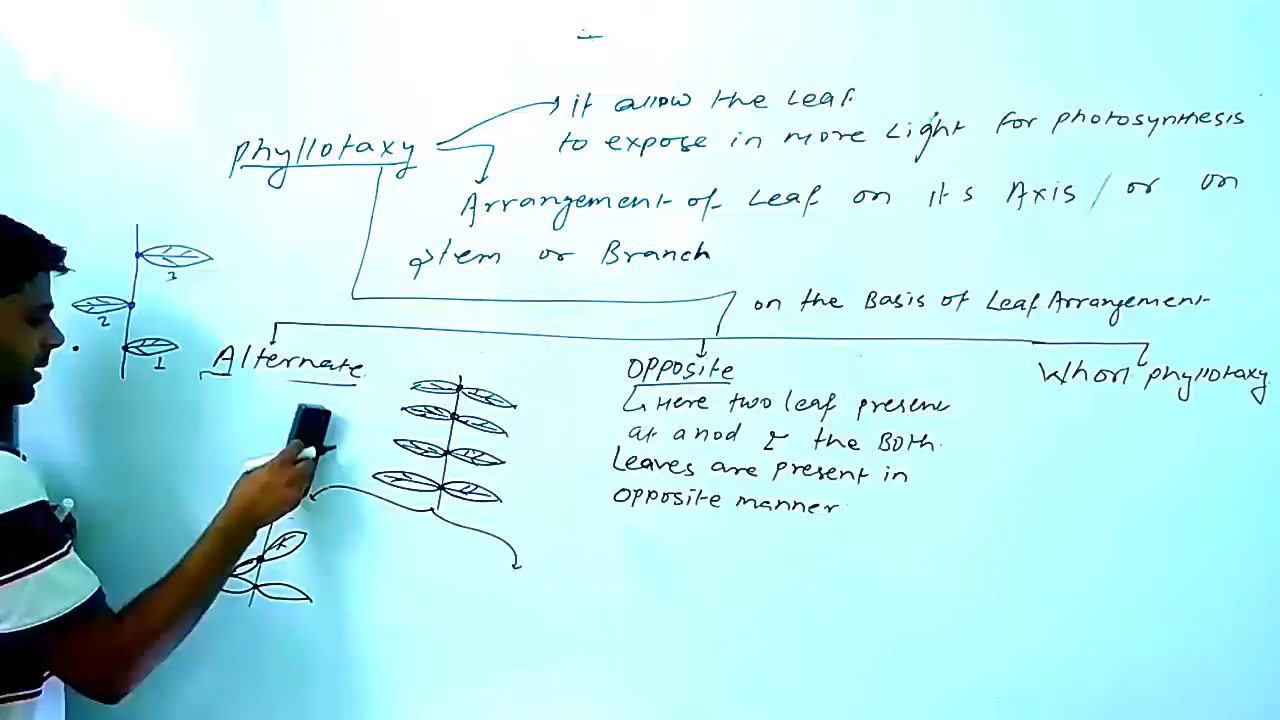 it allow the Leaf
phyllotaxy
to expose in more Light for photosynthesis
Arrangement of Leaf on its Axis / or on
stem or Branch
on the Basis of Leaf Arrangement
3
2
1
Alternate
Opposite
Whorl phyllotaxy
Here two leaf present
at a nod & the Both
Leaves are present in
opposite manner